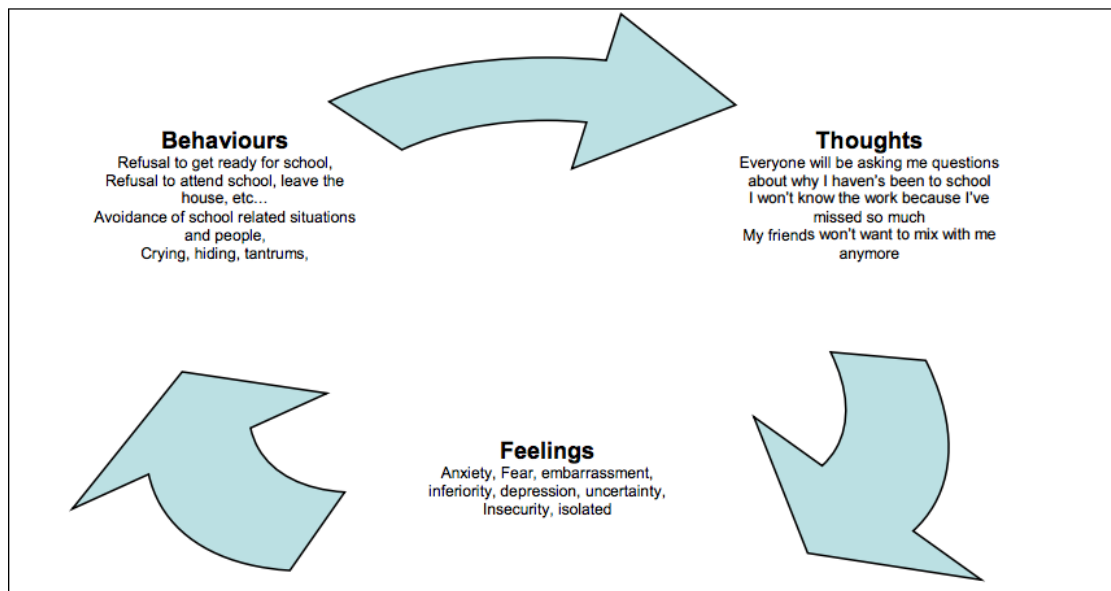 Behaviours
Refusal to get ready for school,
Refusal to attend school, leave the
house, etc...
Avoidance of school related situations
and people,
Crying, hiding, tantrums,
Thoughts
Everyone will be asking me questions
about why I haven's been to school
I won't know the work because I've
missed so much
My friends won't want to mix with me
anymore
Feelings
Anxiety, Fear, embarrassment,
inferiority, depression, uncertainty,
Insecurity, isolated